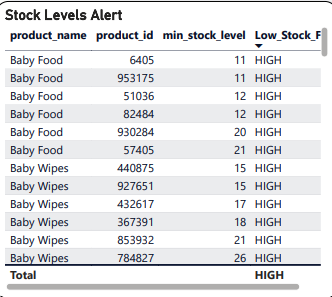 Stock Levels Alert
product_name product_id min_stock_level Low_Stock_F
Baby Food 6405 11 HIGH
Baby Food 953175 11 HIGH
Baby Food 51036 12 HIGH
Baby Food 82484 12 HIGH
Baby Food 930284 20 HIGH
Baby Food 57405 21 HIGH
Baby Wipes 440875 15 HIGH
Baby Wipes 927651 15 HIGH
Baby Wipes 432617 17 HIGH
Baby Wipes 367391 18 HIGH
Baby Wipes 853932 21 HIGH
Baby Wipes 784827 26 HIGH
Total HIGH